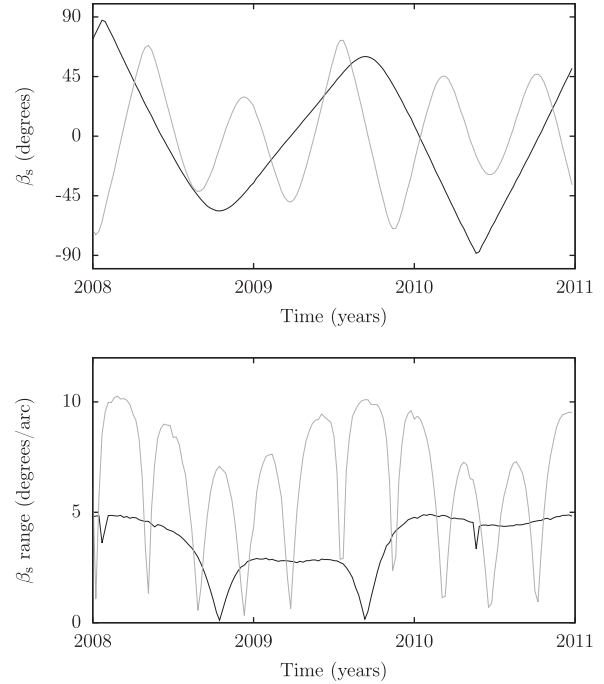 90
45
0
-45
-90
βs (degrees)
2008 2009 2010 2011
Time (years)
10
5
0
βs range (degrees/arc)
2008 2009 2010 2011
Time (years)